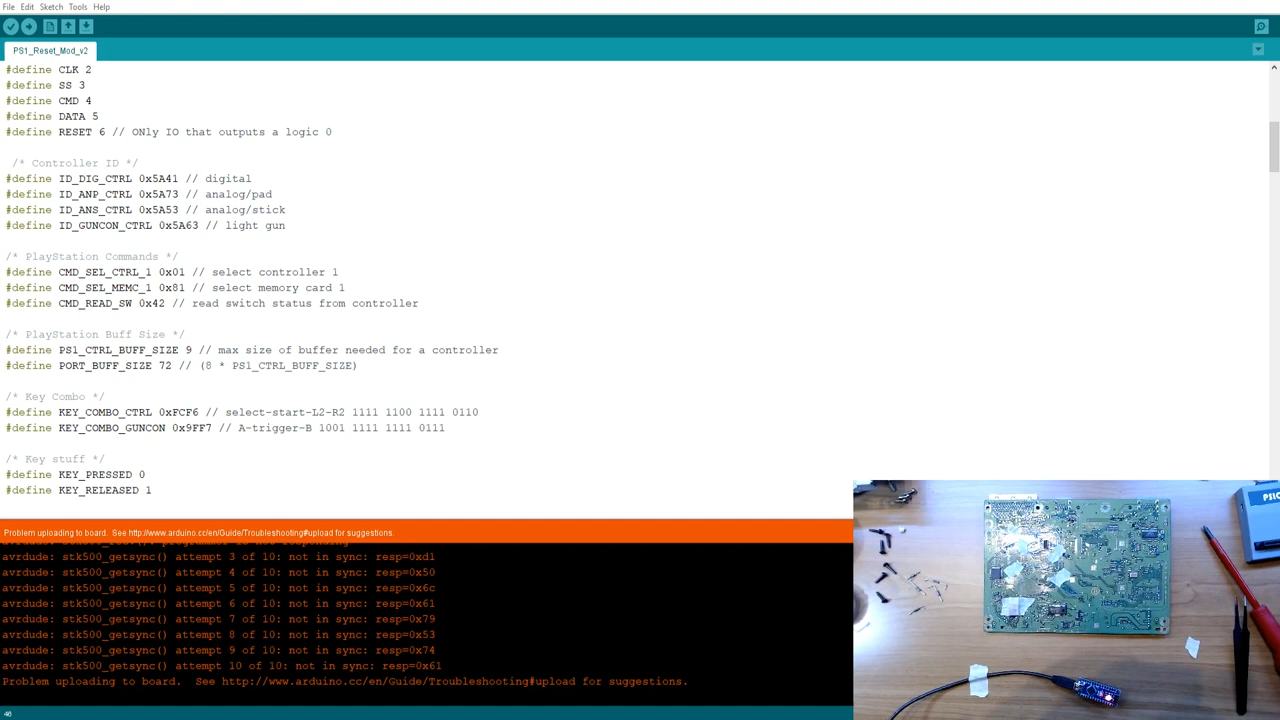 File Edit Sketch Tools Help
PS1_Reset_Mod_v2
#define CLK 2
#define SS 3
#define CMD 4
#define DATA 5
#define RESET 6 // ONly IO that outputs a logic 0
/* Controller ID */
#define ID_DIG_CTRL 0x5A41 // digital
#define ID_ANP_CTRL 0x5A73 // analog/pad
#define ID_ANS_CTRL 0x5A53 // analog/stick
#define ID_GUNCON_CTRL 0x5A63 // light gun
/* PlayStation Commands */
#define CMD_SEL_CTRL_1 0x01 // select controller 1
#define CMD_SEL_MEMC_1 0x81 // select memory card 1
#define CMD_READ_SW 0x42 // read switch status from controller
/* PlayStation Buff Size */
#define PS1_CTRL_BUFF_SIZE 9 // max size of buffer needed for a controller
#define PORT_BUFF_SIZE 72 // (8 * PS1_CTRL_BUFF_SIZE)
/* Key Combo */
#define KEY_COMBO_CTRL 0xFCF6 // select-start-L2-R2 1111 1100 1111 0110
#define KEY_COMBO_GUNCON 0x9FF7 // A-trigger-B 1001 1111 1111 0111
/* Key stuff */
#define KEY_PRESSED 0
#define KEY_RELEASED 1
Problem uploading to board. See http://www.arduino.cc/en/Guide/Troubleshooting#upload for suggestions.
avrdude: stk500_getsync() attempt 3 of 10: not in sync: resp=0xd1
avrdude: stk500_getsync() attempt 4 of 10: not in sync: resp=0x50
avrdude: stk500_getsync() attempt 5 of 10: not in sync: resp=0x6c
avrdude: stk500_getsync() attempt 6 of 10: not in sync: resp=0x61
avrdude: stk500_getsync() attempt 7 of 10: not in sync: resp=0x79
avrdude: stk500_getsync() attempt 8 of 10: not in sync: resp=0x53
avrdude: stk500_getsync() attempt 9 of 10: not in sync: resp=0x74
avrdude: stk500_getsync() attempt 10 of 10: not in sync: resp=0x61
Problem uploading to board. See http://www.arduino.cc/en/Guide/Troubleshooting#upload for suggestions.